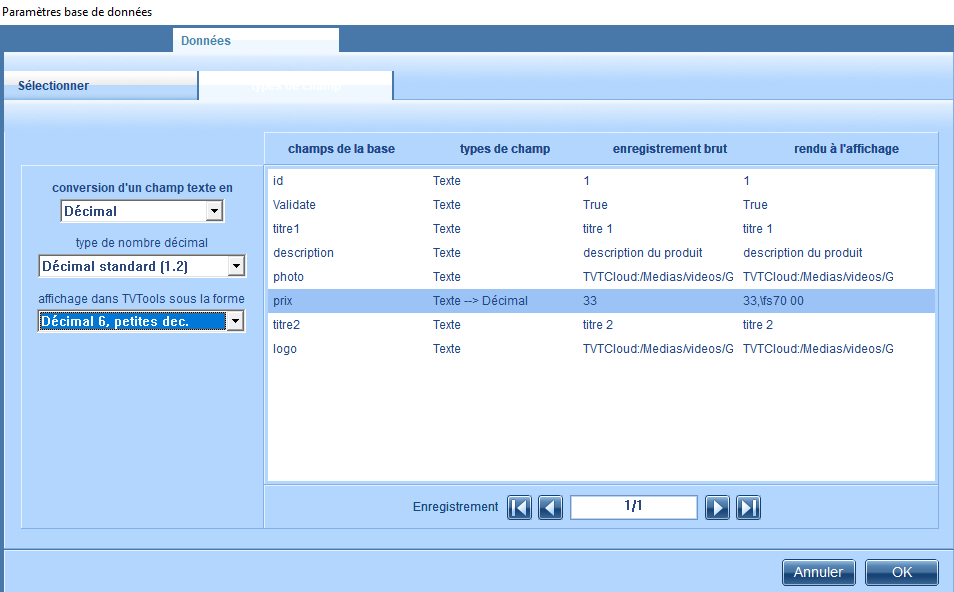 Paramètres base de données
Données
Sélectionner
types de champ
champs de la base types de champ enregistrement brut rendu à l'affichage
conversion d'un champ texte en
Décimal
type de nombre décimal
Décimal standard (1.2)
affichage dans TVTools sous la forme
Décimal 6, petites dec.
id Texte 1 1
Validate Texte True True
titre1 Texte titre 1 titre 1
description Texte description du produit description du produit
photo Texte TVTCloud:/Medias/videos/G TVTCloud:/Medias/videos/G
prix Texte --> Décimal 33 33,\fs70 00
titre2 Texte titre 2 titre 2
logo Texte TVTCloud:/Medias/videos/G TVTCloud:/Medias/videos/G
Enregistrement 1/1
Annuler OK